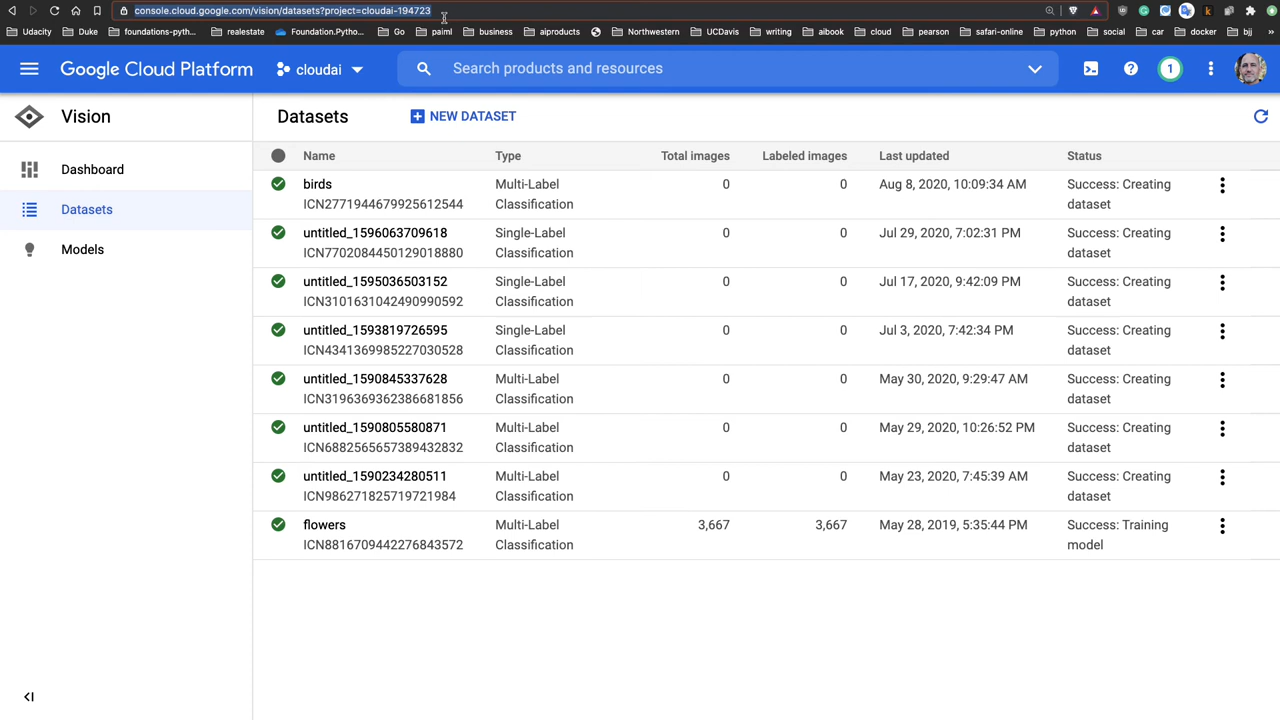 console.cloud.google.com/vision/datasets?project=cloudai-194723
Udacity Duke foundations-pyth... realestate Foundation.Pytho... Go paiml business aiproducts Northwestern UCDavis writing aibook cloud pearson safari-online python social car docker bjj »
Google Cloud Platform cloudai Search products and resources 1
Vision
Datasets NEW DATASET
Dashboard
Datasets
Models
Name Type Total images Labeled images Last updated Status
birds Multi-Label 0 0 Aug 8, 2020, 10:09:34 AM Success: Creating
ICN2771944679925612544 Classification dataset
untitled_1596063709618 Single-Label 0 0 Jul 29, 2020, 7:02:31 PM Success: Creating
ICN7702084450129018880 Classification dataset
untitled_1595036503152 Single-Label 0 0 Jul 17, 2020, 9:42:09 PM Success: Creating
ICN3101631042490990592 Classification dataset
untitled_1593819726595 Single-Label 0 0 Jul 3, 2020, 7:42:34 PM Success: Creating
ICN4341369985227030528 Classification dataset
untitled_1590845337628 Multi-Label 0 0 May 30, 2020, 9:29:47 AM Success: Creating
ICN3196369362386681856 Classification dataset
untitled_1590805580871 Multi-Label 0 0 May 29, 2020, 10:26:52 PM Success: Creating
ICN6882565657389432832 Classification dataset
untitled_1590234280511 Multi-Label 0 0 May 23, 2020, 7:45:39 AM Success: Creating
ICN986271825719721984 Classification dataset
flowers Multi-Label 3,667 3,667 May 28, 2019, 5:35:44 PM Success: Training
ICN8816709442276843572 Classification model